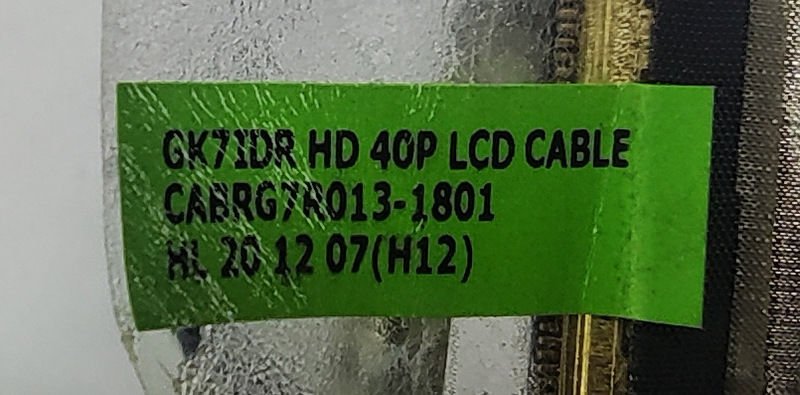 GK7IDR HD 40P LCD CABLE
CABRG7R013-1801
HL 20 12 07(H12)